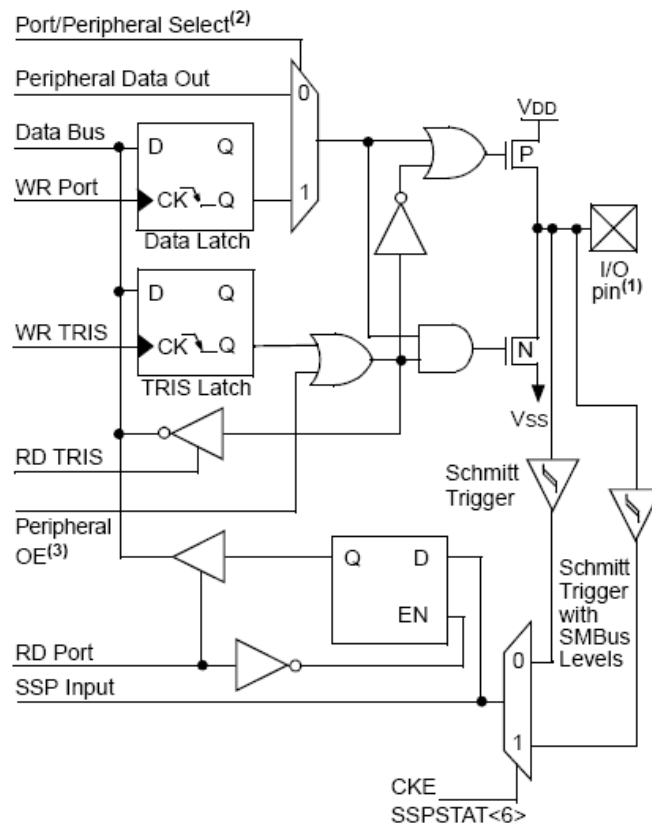 Port/Peripheral Select(2)
Peripheral Data Out
0
VDD
Data Bus
D Q
P
WR Port
CK Q
1
Data Latch
I/O
pin(1)
D Q
WR TRIS
CK Q
N
TRIS Latch
VSS
RD TRIS
Schmitt
Trigger
Peripheral
OE(3)
Q D
EN
Schmitt
Trigger
with
SMBus
Levels
RD Port
0
SSP Input
1
CKE
SSPSTAT<6>